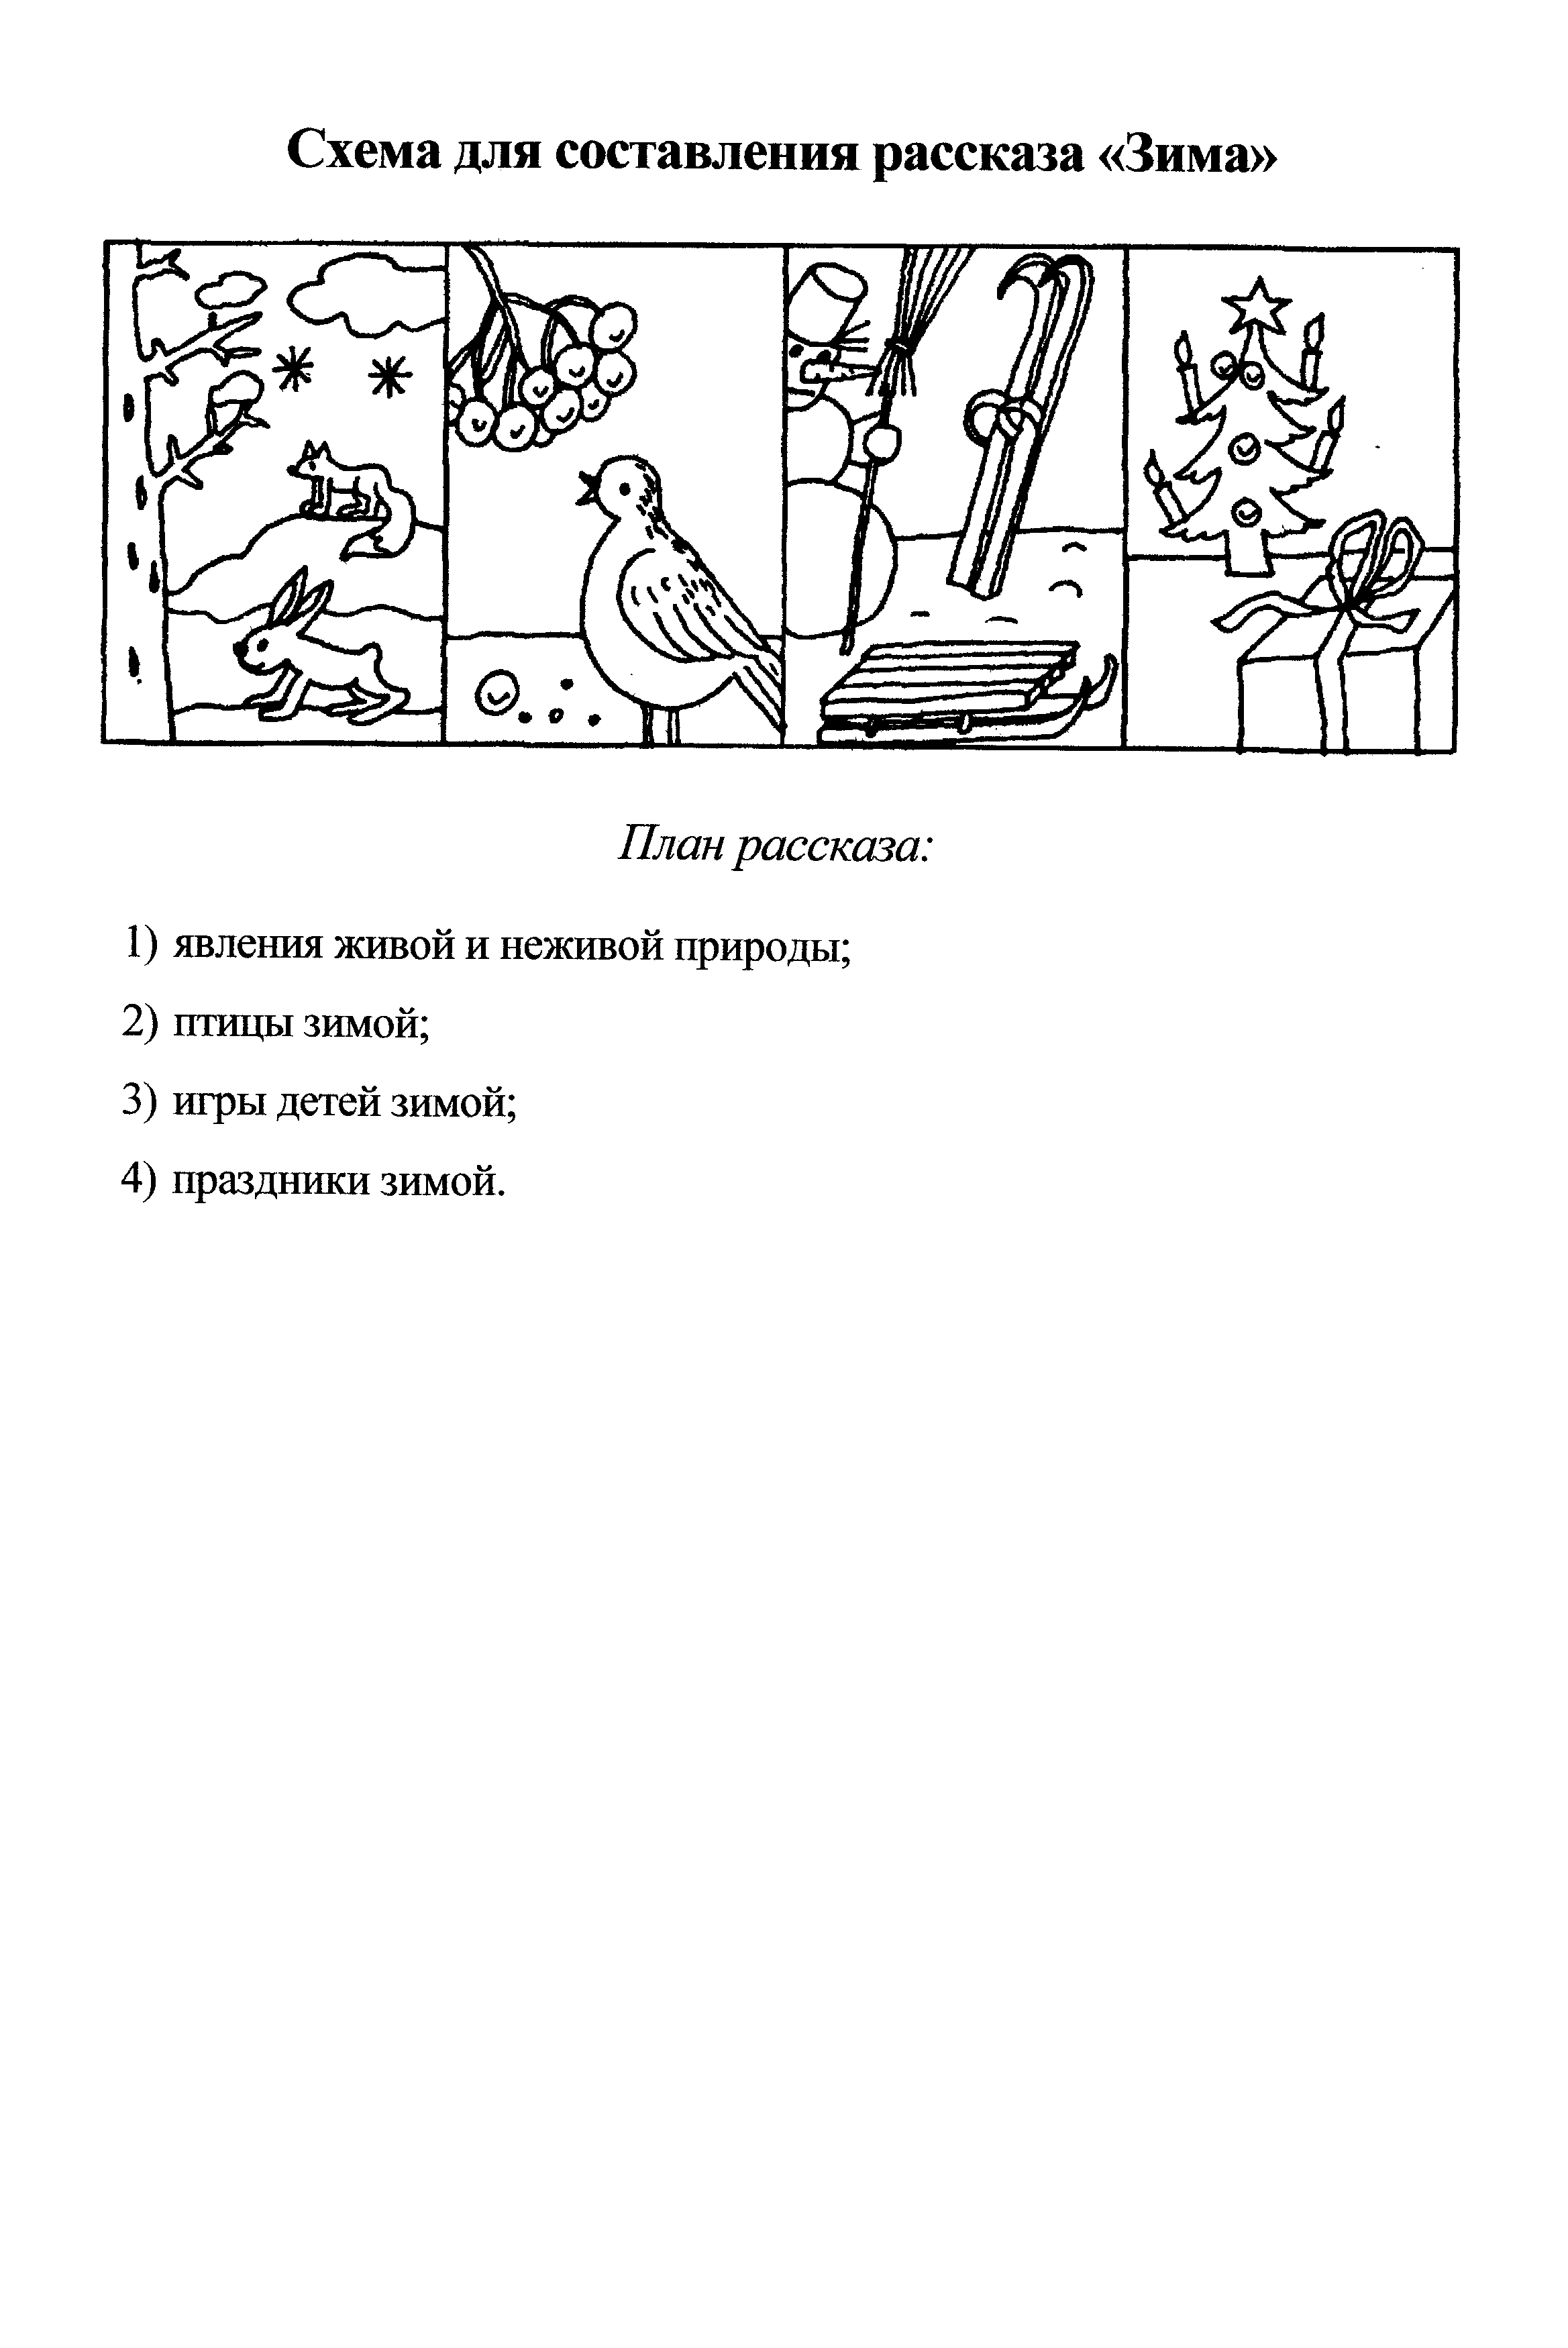 Схема для составления рассказа «Зима»
План рассказа:
1) явления живой и неживой природы;
2) птицы зимой;
3) игры детей зимой;
4) праздники зимой.